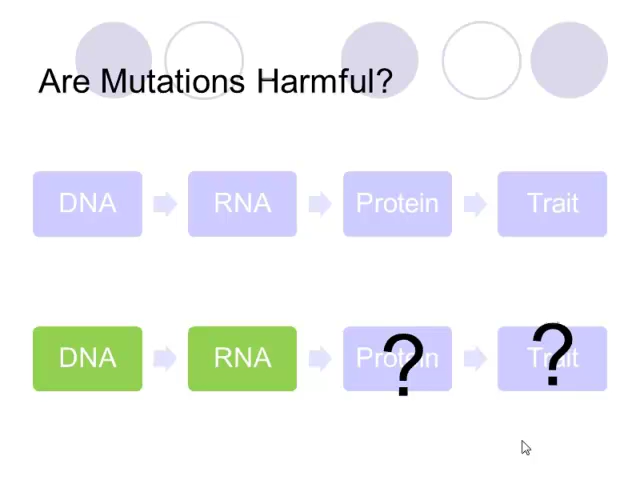 Are Mutations Harmful?
DNA RNA Protein Trait
DNA RNA Protein Trait
? ?